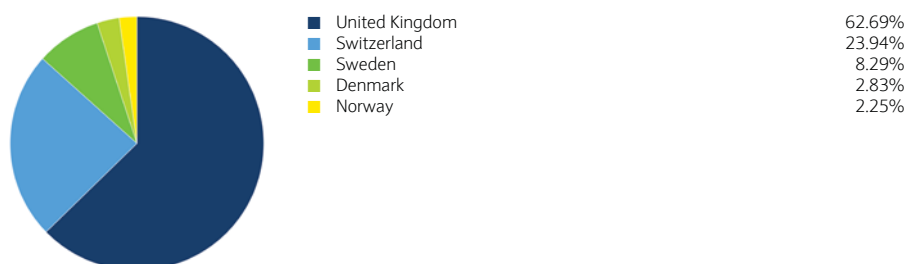 United Kingdom 62.69%
Switzerland 23.94%
Sweden 8.29%
Denmark 2.83%
Norway 2.25%